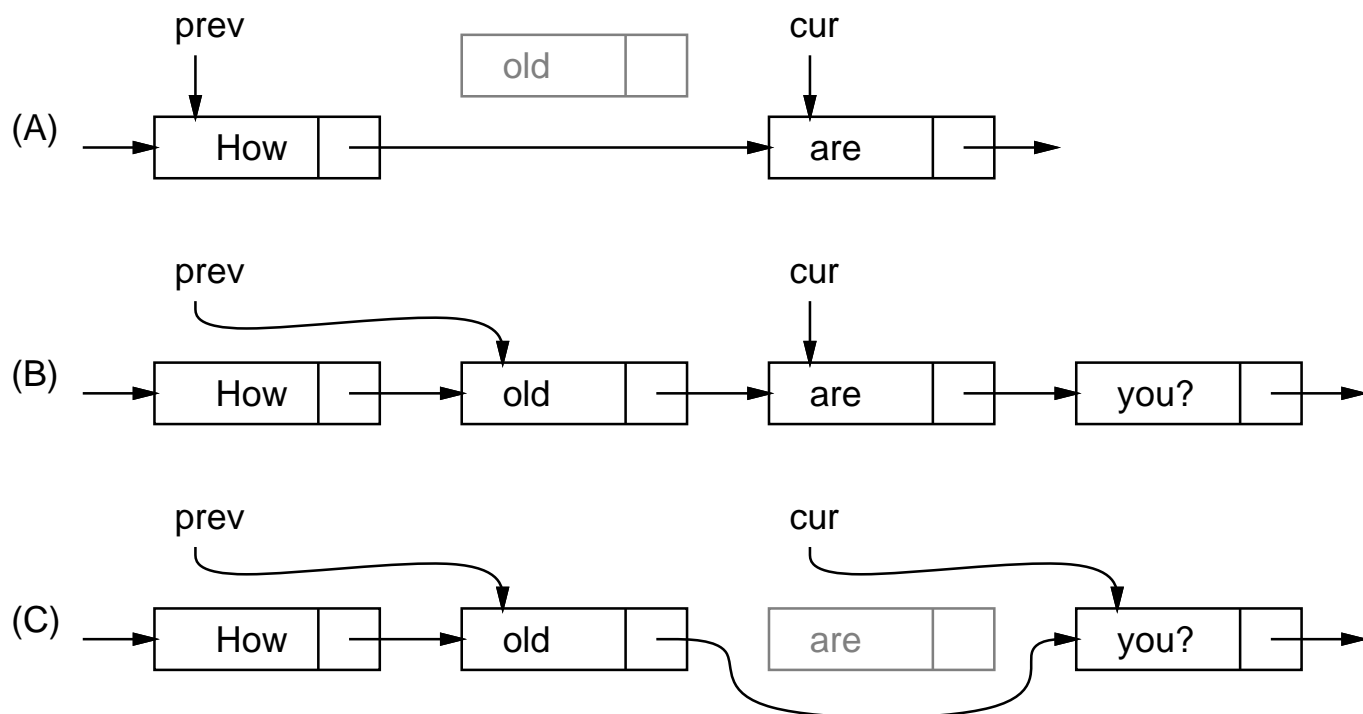 prev cur
old
(A) How are
prev cur
(B) How old are you?
prev cur
(C) How old are you?